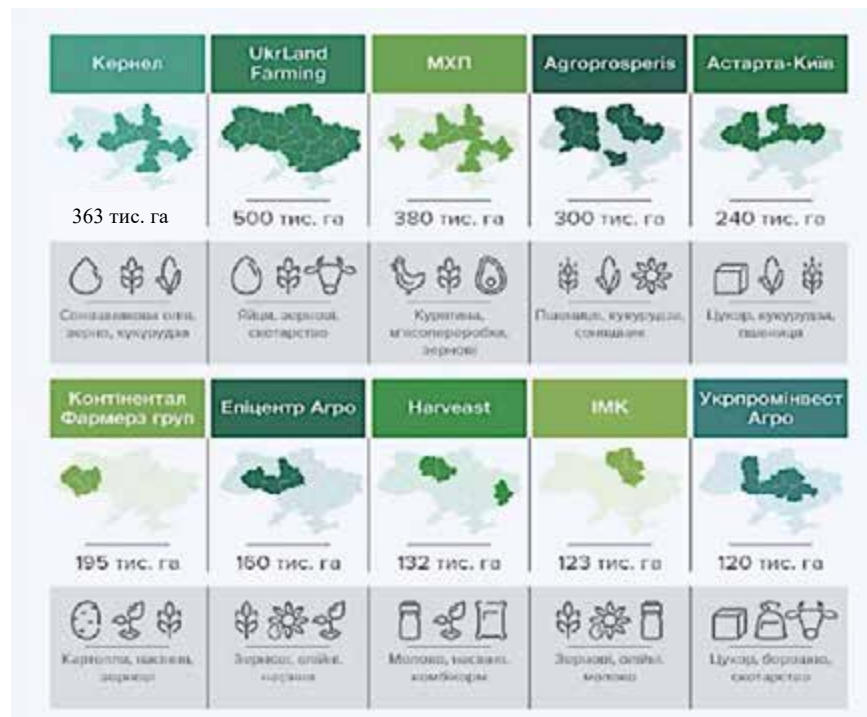 Кернел
UkrLand
Farming
МХП
Agroprosperis
Астарта-Київ
363 тис. га
500 тис. га
380 тис. га
300 тис. га
240 тис. га
Соняшникова олія,
зерно, кукурудза
Яйця, зернові,
скотарство
Курятина,
м'ясопереробка,
зернові
Пшениця, кукурудза,
соняшник
Цукор, кукурудза,
пшениця
Контінентал
Фармерз груп
Епіцентр Агро
Harveast
ІМК
Укрпромінвест
Агро
195 тис. га
160 тис. га
132 тис. га
123 тис. га
120 тис. га
Картопля, насіння,
зернові
Зернові, олійні,
насіння
Молоко, насіння,
комбікорм
Зернові, олійні,
молоко
Цукор, борошно,
скотарство